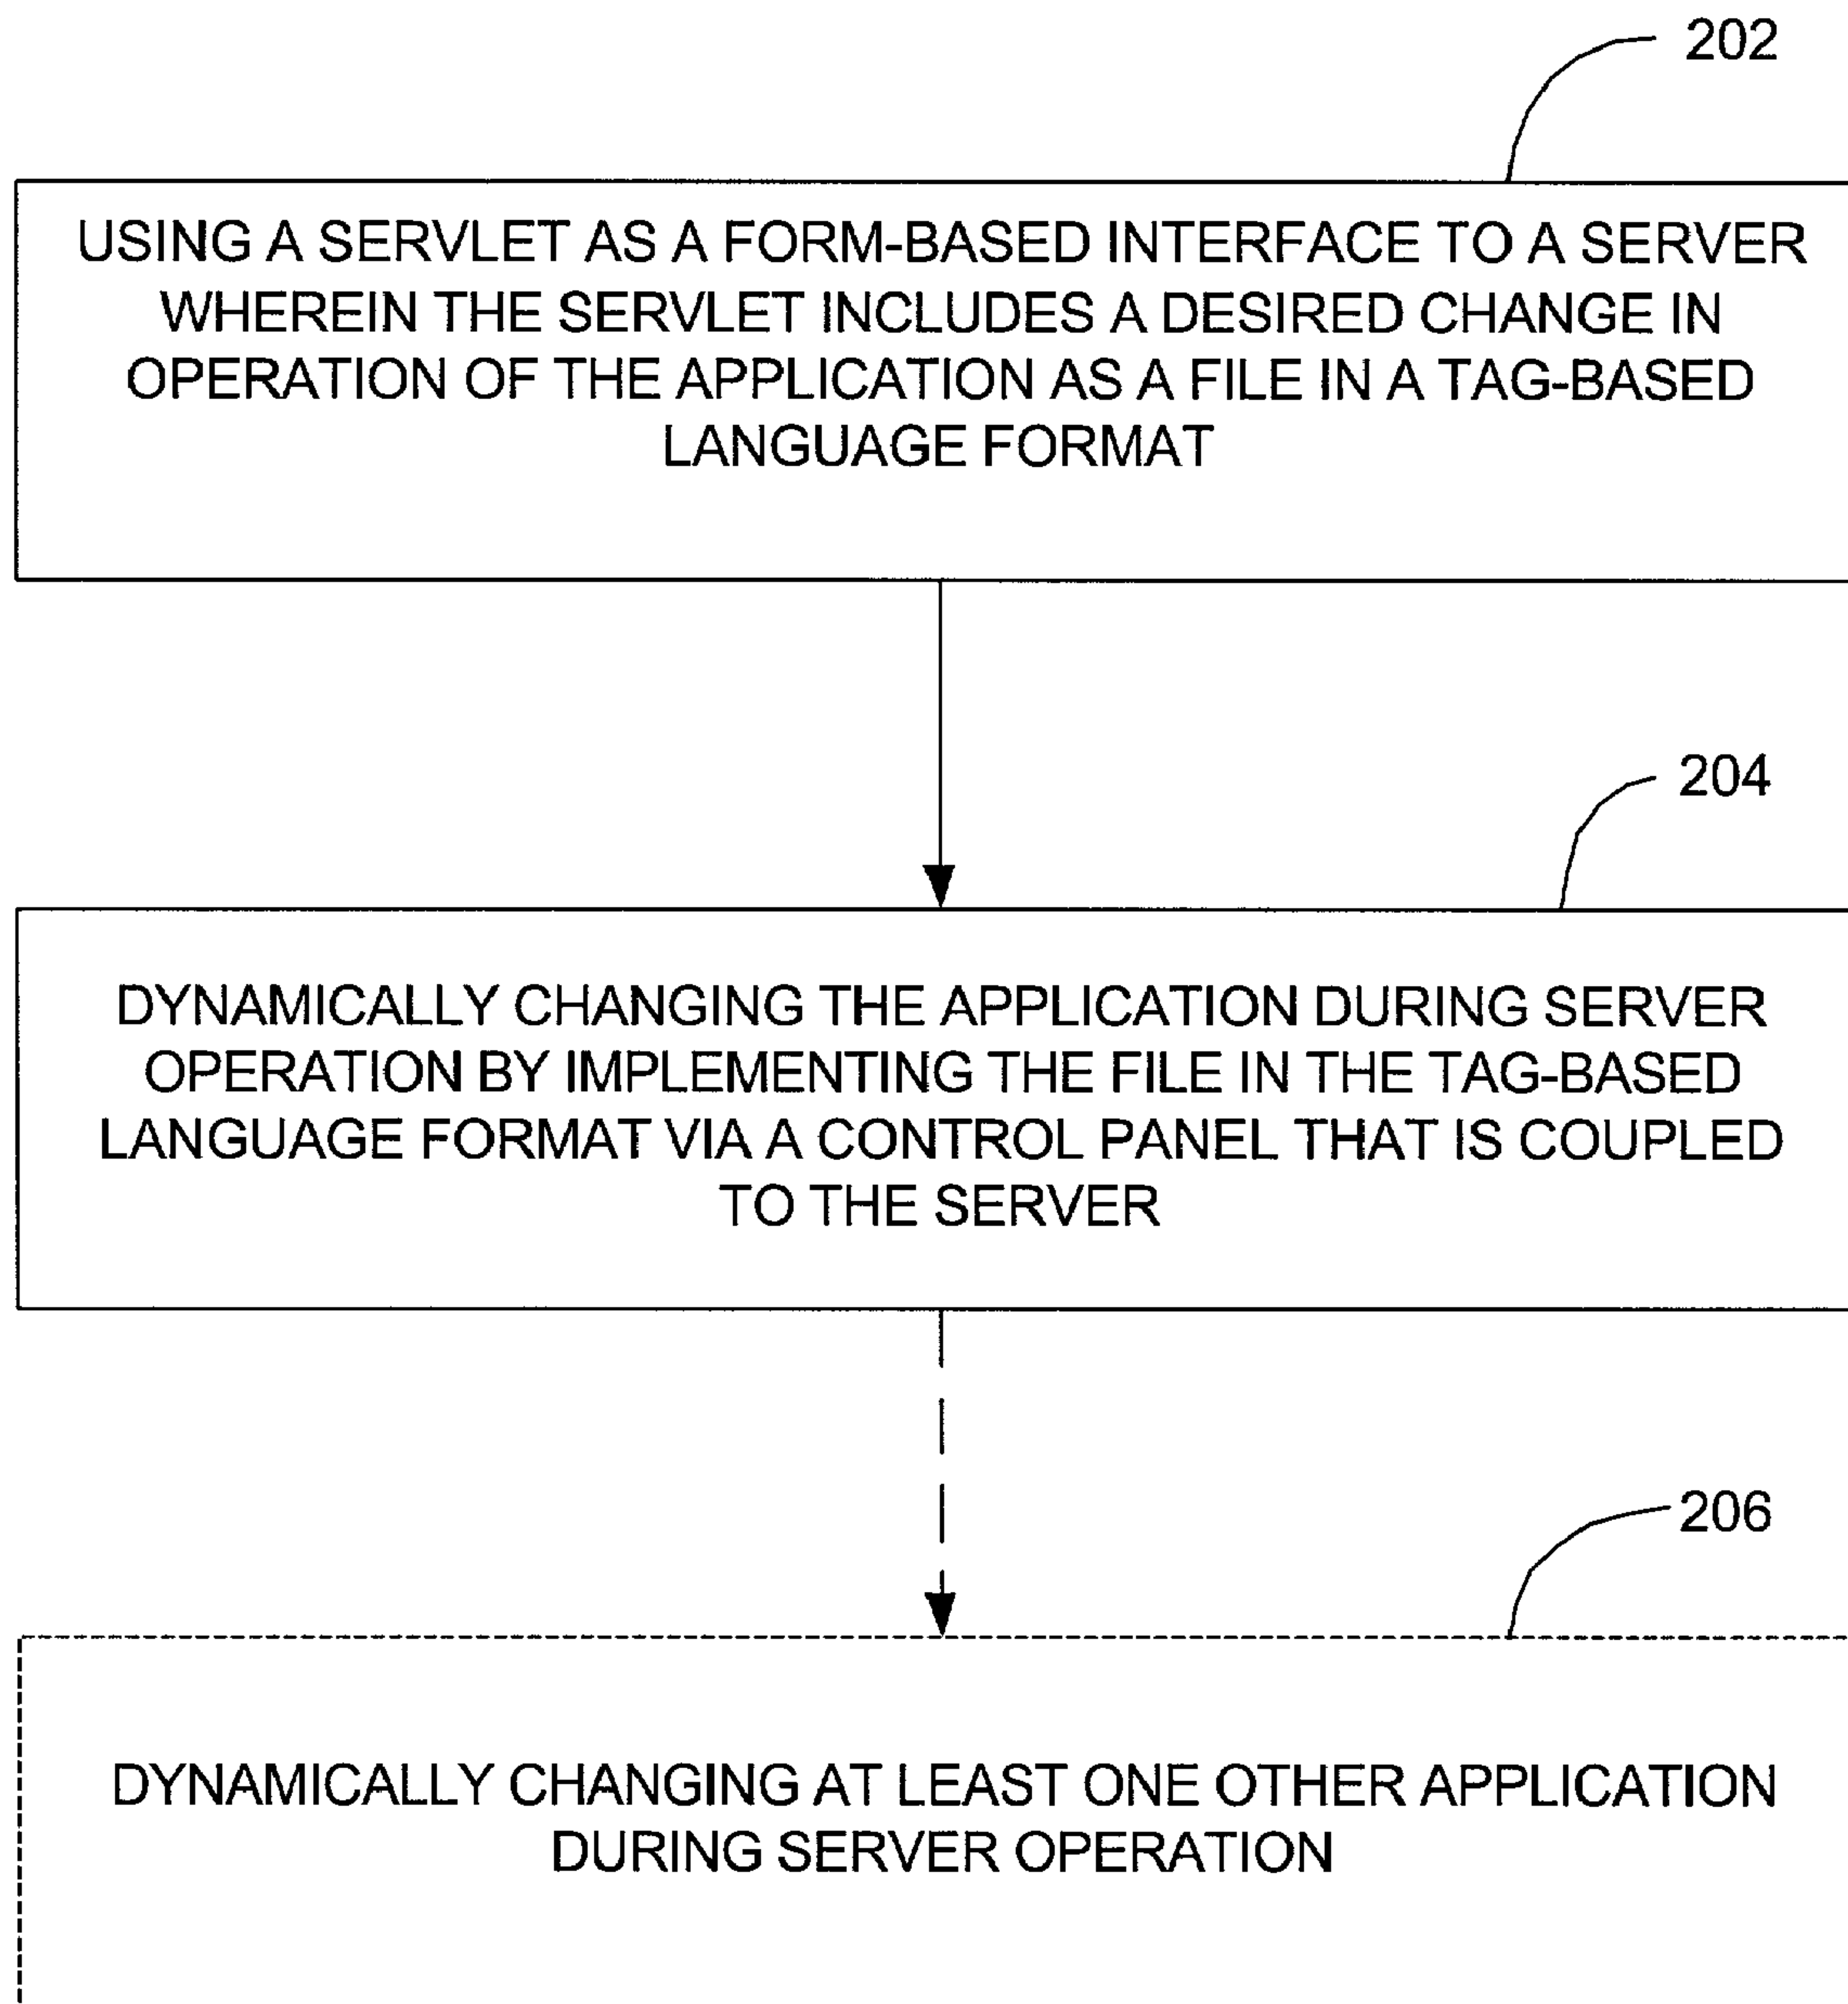 202
USING A SERVLET AS A FORM-BASED INTERFACE TO A SERVER
WHEREIN THE SERVLET INCLUDES A DESIRED CHANGE IN
OPERATION OF THE APPLICATION AS A FILE IN A TAG-BASED
LANGUAGE FORMAT
204
DYNAMICALLY CHANGING THE APPLICATION DURING SERVER
OPERATION BY IMPLEMENTING THE FILE IN THE TAG-BASED
LANGUAGE FORMAT VIA A CONTROL PANEL THAT IS COUPLED
TO THE SERVER
206
DYNAMICALLY CHANGING AT LEAST ONE OTHER APPLICATION
DURING SERVER OPERATION